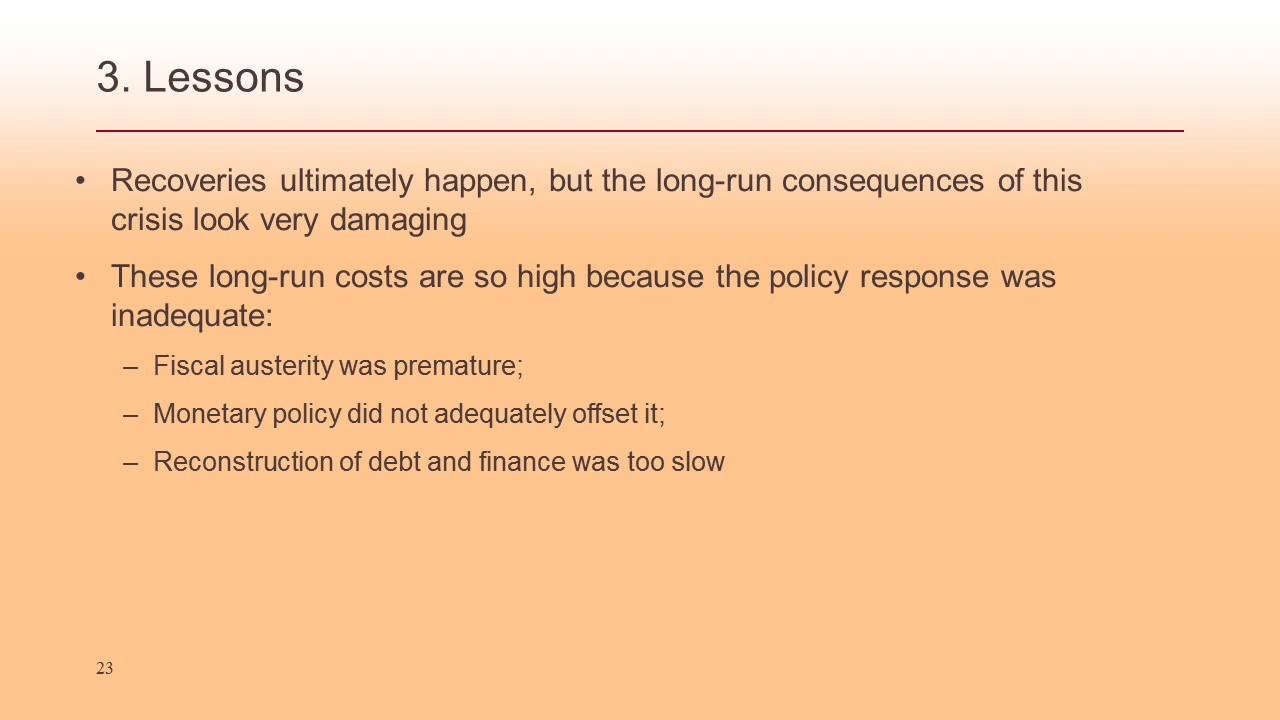 3. Lessons
• Recoveries ultimately happen, but the long-run consequences of this
crisis look very damaging
• These long-run costs are so high because the policy response was
inadequate:
– Fiscal austerity was premature;
– Monetary policy did not adequately offset it;
– Reconstruction of debt and finance was too slow
23